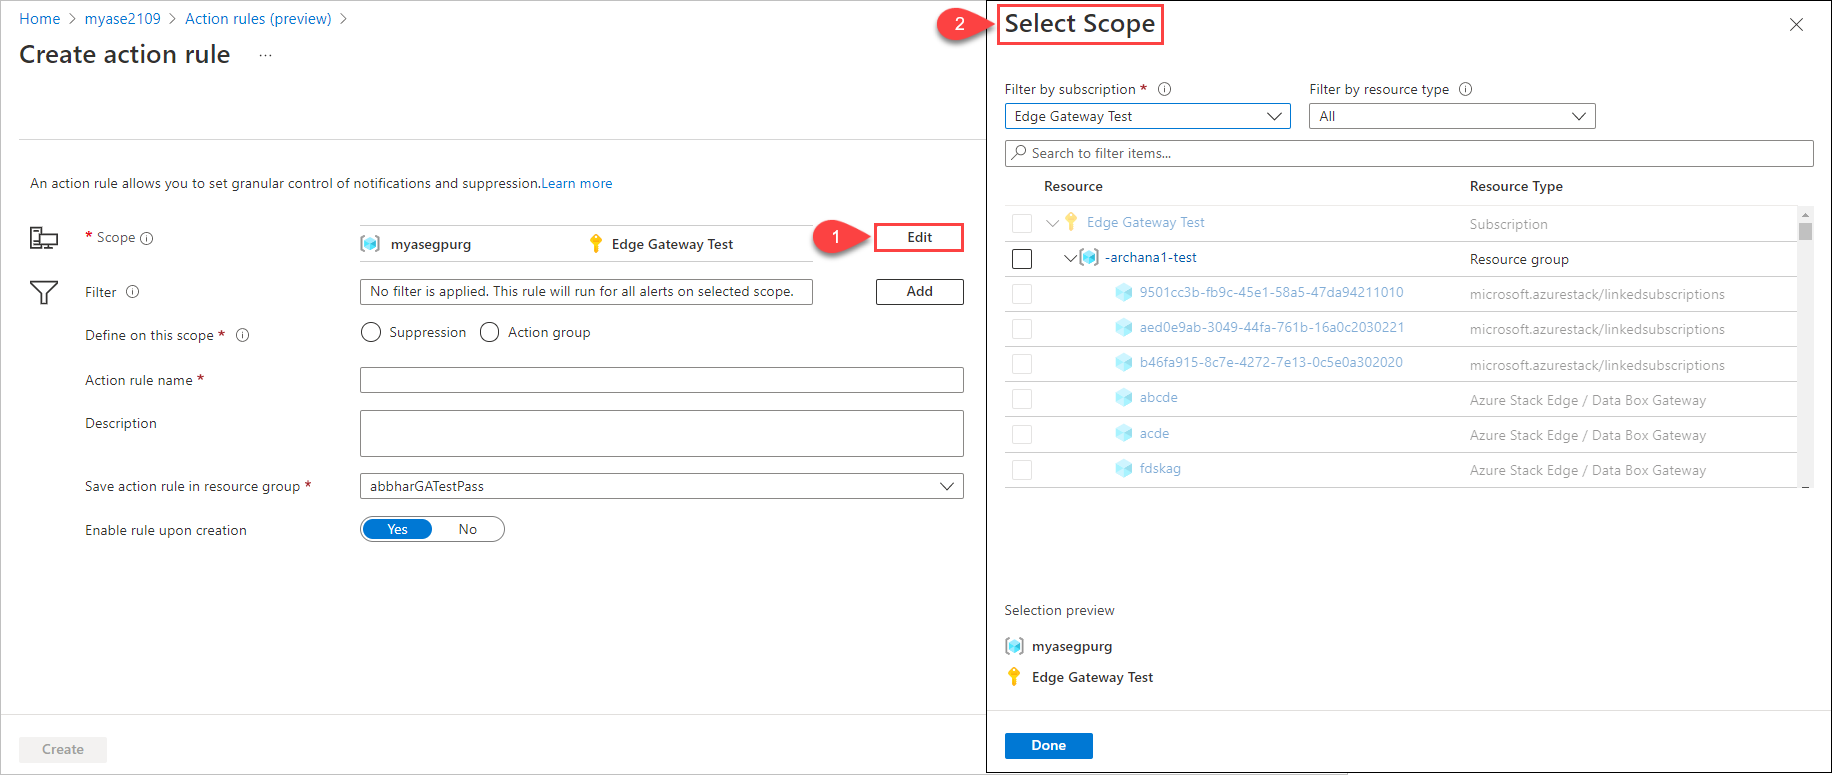 Home > myase2109 > Action rules (preview) >
Create action rule ...
An action rule allows you to set granular control of notifications and suppression.Learn more
* Scope
myasegpurg
Edge Gateway Test
1
Edit
Filter
No filter is applied. This rule will run for all alerts on selected scope.
Add
Define on this scope *
Suppression
Action group
Action rule name *
Description
Save action rule in resource group *
abbharGATestPass
Enable rule upon creation
Yes
No
Create
2
Select Scope
Filter by subscription *
Filter by resource type
Edge Gateway Test
All
Search to filter items...
Resource
Resource Type
Edge Gateway Test
Subscription
-archana1-test
Resource group
9501cc3b-fb9c-45e1-58a5-47da94211010
microsoft.azurestack/linkedsubscriptions
aed0e9ab-3049-44fa-761b-16a0c2030221
microsoft.azurestack/linkedsubscriptions
b46fa915-8c7e-4272-7e13-0c5e0a302020
microsoft.azurestack/linkedsubscriptions
abcde
Azure Stack Edge / Data Box Gateway
acde
Azure Stack Edge / Data Box Gateway
fdskag
Azure Stack Edge / Data Box Gateway
Selection preview
myasegpurg
Edge Gateway Test
Done